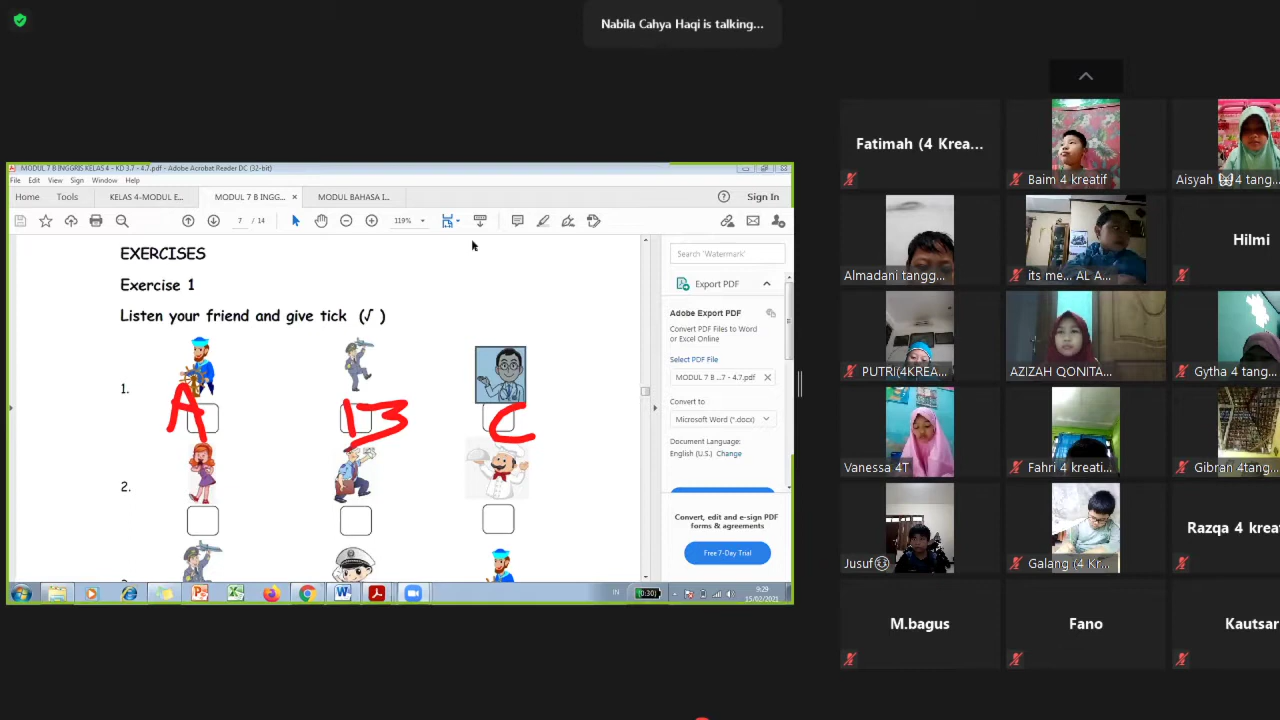 Nabila Cahya Haqi is talking...
MODUL 7 B INGGRIS KELAS 4 - KD 3.7 - 4.7.pdf - Adobe Acrobat Reader DC (32-bit)
File Edit View Sign Window Help
Home Tools KELAS 4-MODUL E... MODUL 7 B INGG... × MODUL BAHASA I... Sign In
7 / 14 119%
EXERCISES
Exercise 1
Listen your friend and give tick (√ )
1.
A B C
2.
Search 'Watermark'
Export PDF
Adobe Export PDF
Convert PDF Files to Word
or Excel Online
Select PDF File
MODUL 7 B ...7 - 4.7.pdf
Convert to
Microsoft Word (*.docx)
Document Language:
English (U.S.) Change
Convert, edit and e-sign PDF
forms & agreements
Free 7-Day Trial
IN (0:30) 9:29
15/02/2021
Fatimah (4 Krea...
Baim 4 kreatif
Almadani tangg...
its me... AL A...
Hilmi
PUTRI(4KREA...
AZIZAH QONITA...
Gytha 4 tang
Vanessa 4T
Fahri 4 kreati...
Gibran 4tang
Jusuf
Galang (4 Kr...
Razqa 4 krea
M.bagus
Fano
Kautsar